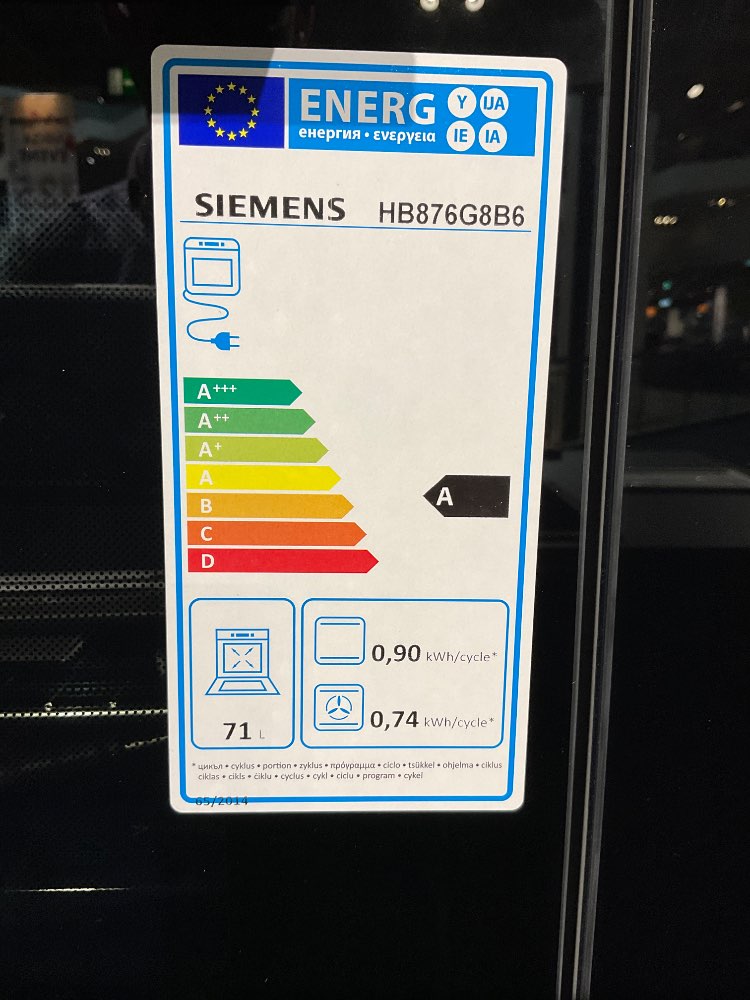 ENERG Y IJA
енергия • ενεργεια IE IA
SIEMENS HB876G8B6
A+++
A++
A+
A
B
C
D
A
0,90 kWh/cycle*
0,74 kWh/cycle*
71 L
* цикъл • cyklus • portion • zyklus • πρόγραμμα • ciclo • tsükkel • ohjelma • ciklus
ciklas • cikls • ċiklu • cyclus • cykl • ciclu • program • cykel
65/2014